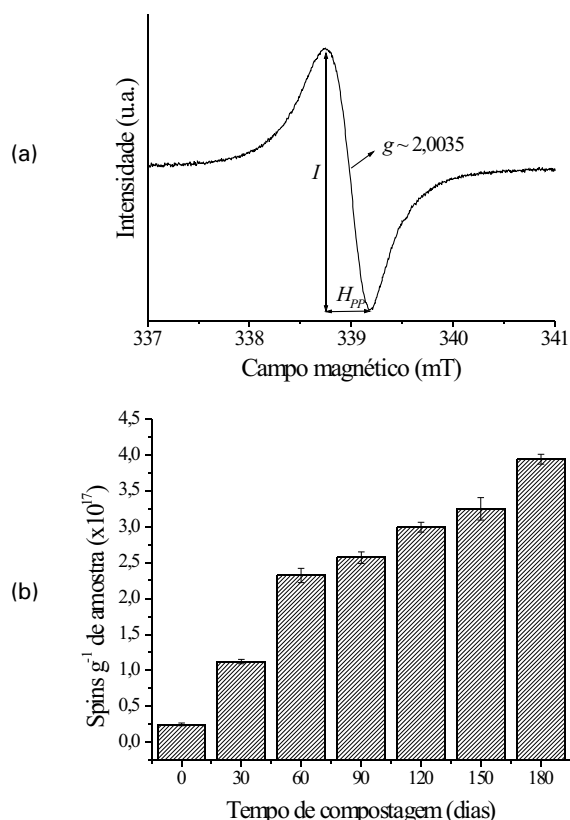 (a)
Intensidade (u.a.)
I
g ~ 2,0035
H_PP
337 338 339 340 341
Campo magnético (mT)
(b)
Spins g⁻¹ de amostra (x10¹⁷)
4,5
4,0
3,5
3,0
2,5
2,0
1,5
1,0
0,5
0,0
0 30 60 90 120 150 180
Tempo de compostagem (dias)